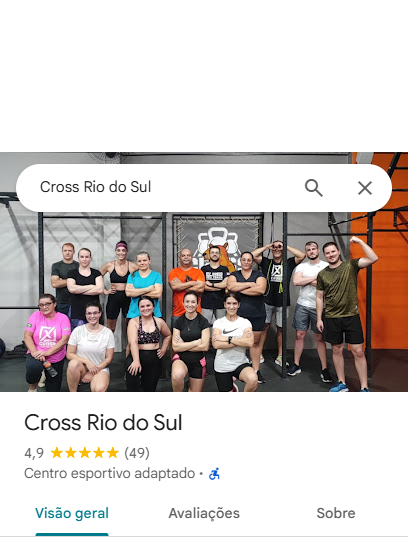 Cross Rio do Sul
Cross Rio do Sul
4,9 (49)
Centro esportivo adaptado ·
Visão geral
Avaliações
Sobre